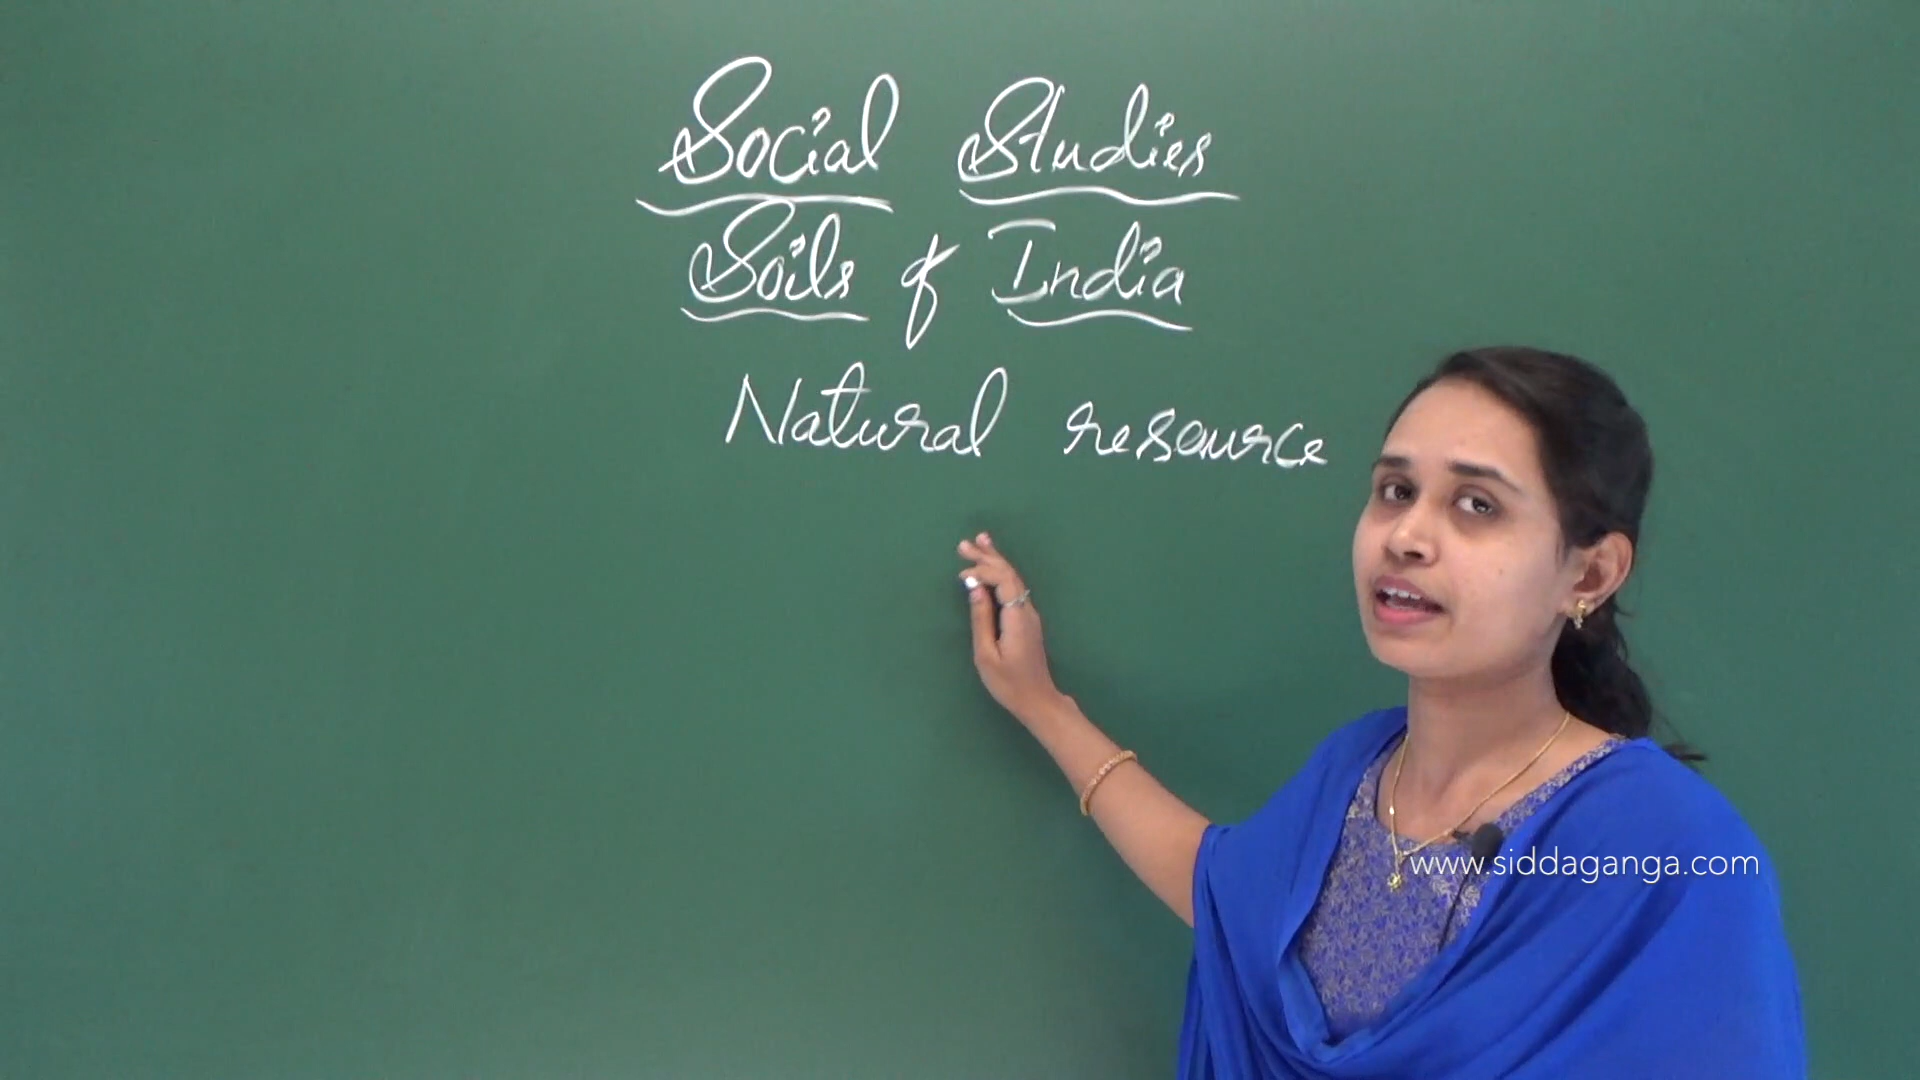 Social Studies
Soils of India
Natural resource
www.siddaganga.com